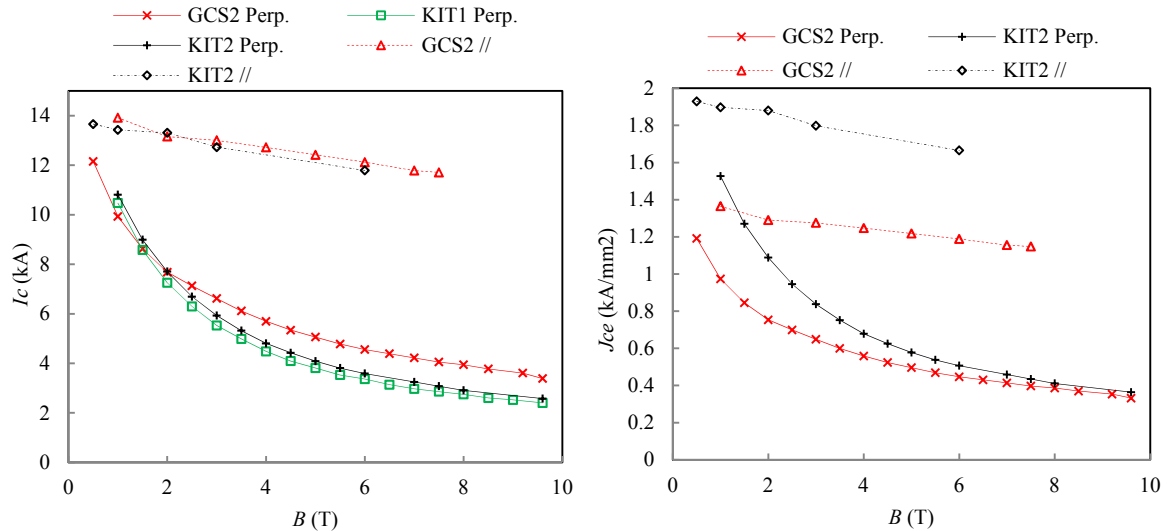 GCS2 Perp. KIT1 Perp.
KIT2 Perp. GCS2 //
KIT2 //
14
12
10
8
6
4
2
0
Ic (kA)
0 2 4 6 8 10
B (T)
GCS2 Perp. KIT2 Perp.
GCS2 // KIT2 //
2
1.8
1.6
1.4
1.2
1
0.8
0.6
0.4
0.2
0
Jce (kA/mm2)
0 2 4 6 8 10
B (T)